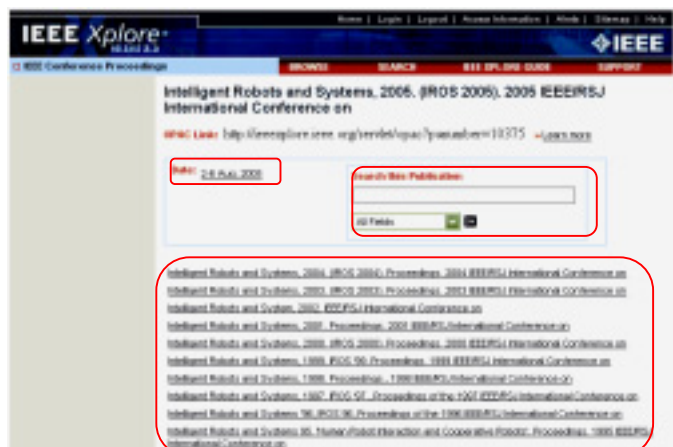 Home | Login | Logout | Access Information | Alerts | Sitemap | Help
IEEE Xplore
IEEE
IEEE Conference Proceedings
BROWSE SEARCH IEEE XPLORE GUIDE SUPPORT
Intelligent Robots and Systems, 2005. (IROS 2005). 2005 IEEE/RSJ
International Conference on
OPAC Link: http://ieeexplore.ieee.org/servlet/opac?punumber=10375 Learn more
Date: 2-6 Aug. 2005
Search this Publication:
All Fields
Intelligent Robots and Systems, 2004. (IROS 2004). Proceedings. 2004 IEEE/RSJ International Conference on
Intelligent Robots and Systems, 2003. (IROS 2003). Proceedings. 2003 IEEE/RSJ International Conference on
Intelligent Robots and System, 2002. IEEE/RSJ International Conference on
Intelligent Robots and Systems, 2001. Proceedings. 2001 IEEE/RSJ International Conference on
Intelligent Robots and Systems, 2000. (IROS 2000). Proceedings. 2000 IEEE/RSJ International Conference on
Intelligent Robots and Systems, 1999. IROS '99. Proceedings. 1999 IEEE/RSJ International Conference on
Intelligent Robots and Systems, 1998. Proceedings., 1998 IEEE/RSJ International Conference on
Intelligent Robots and Systems, 1997. IROS '97., Proceedings of the 1997 IEEE/RSJ International Conference on
Intelligent Robots and Systems '96, IROS 96, Proceedings of the 1996 IEEE/RSJ International Conference on
Intelligent Robots and Systems 95. 'Human Robot Interaction and Cooperative Robots', Proceedings. 1995 IEEE/RSJ
International Conference on